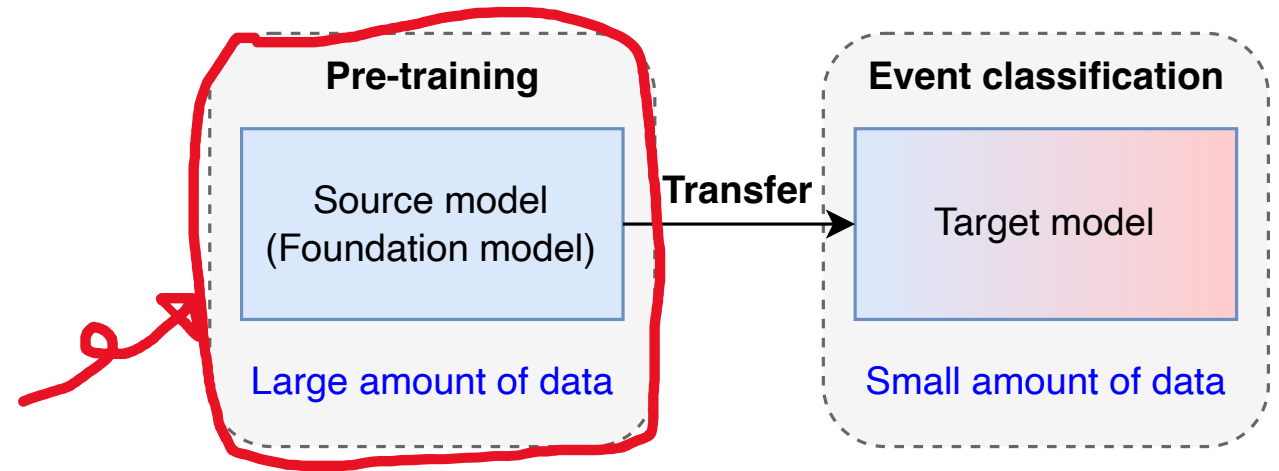 Pre-training
Source model
(Foundation model)
Large amount of data
Transfer
Event classification
Target model
Small amount of data